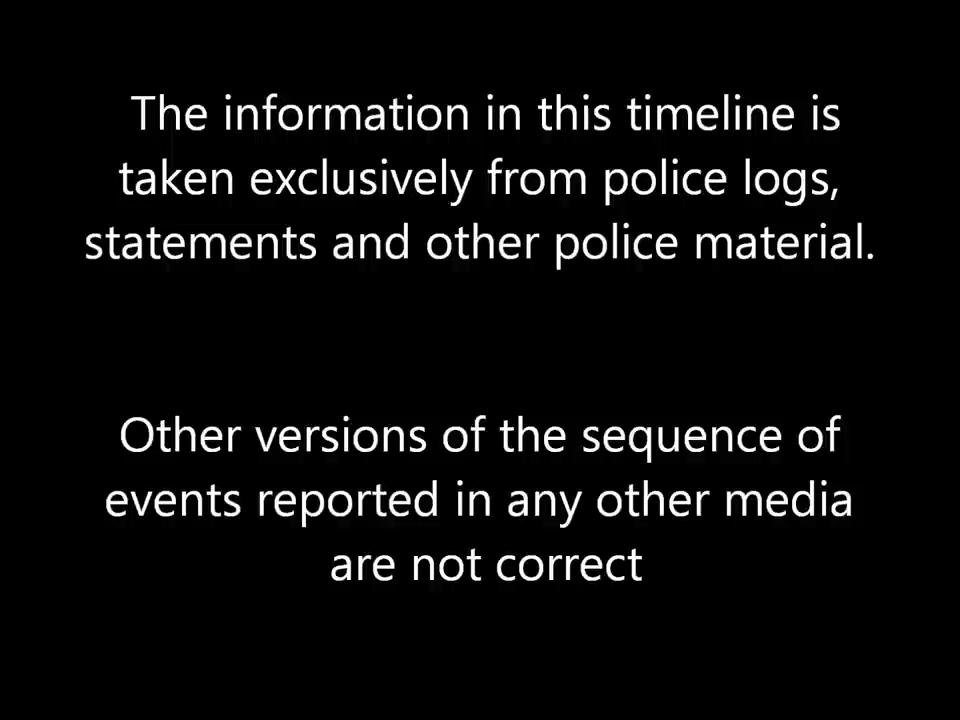 The information in this timeline is
taken exclusively from police logs,
statements and other police material.
Other versions of the sequence of
events reported in any other media
are not correct